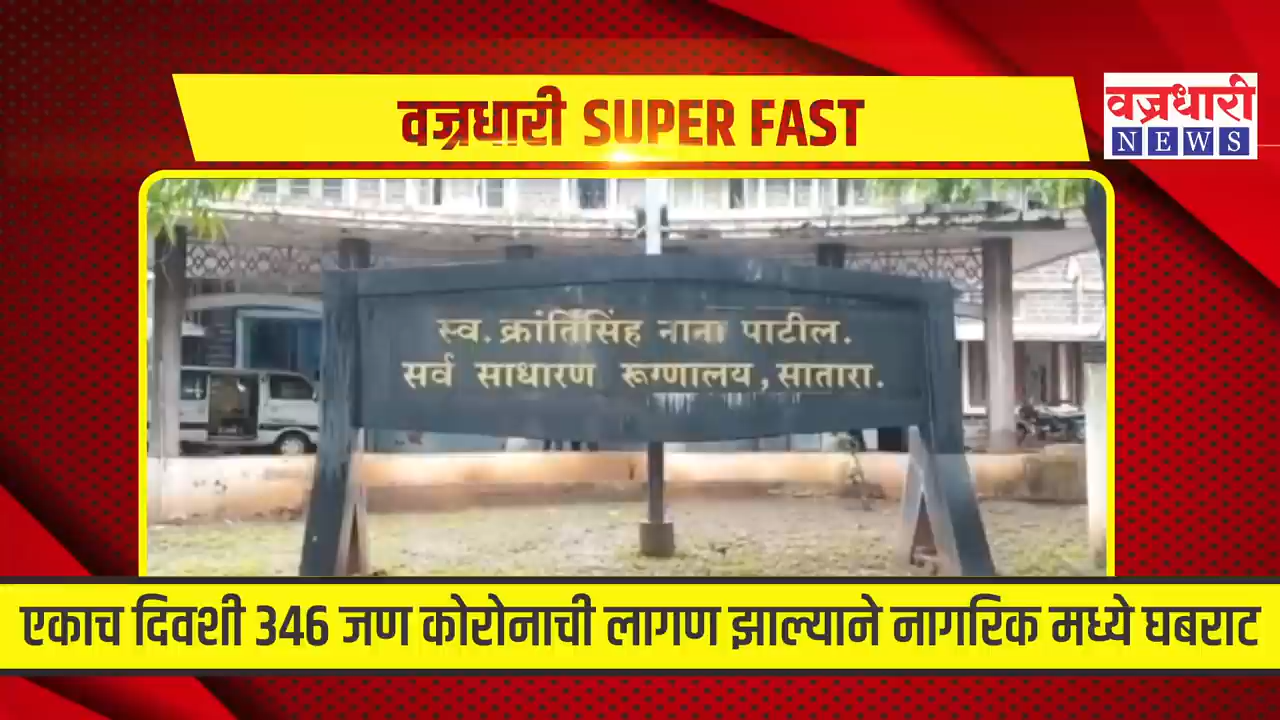 वज्रधारी SUPER FAST
वज्रधारी
NEWS
स्व. क्रांतिसिंह नाना पाटील.
सर्व साधारण रूग्णालय, सातारा.
एकाच दिवशी 346 जण कोरोनाची लागण झाल्याने नागरिक मध्ये घबराट